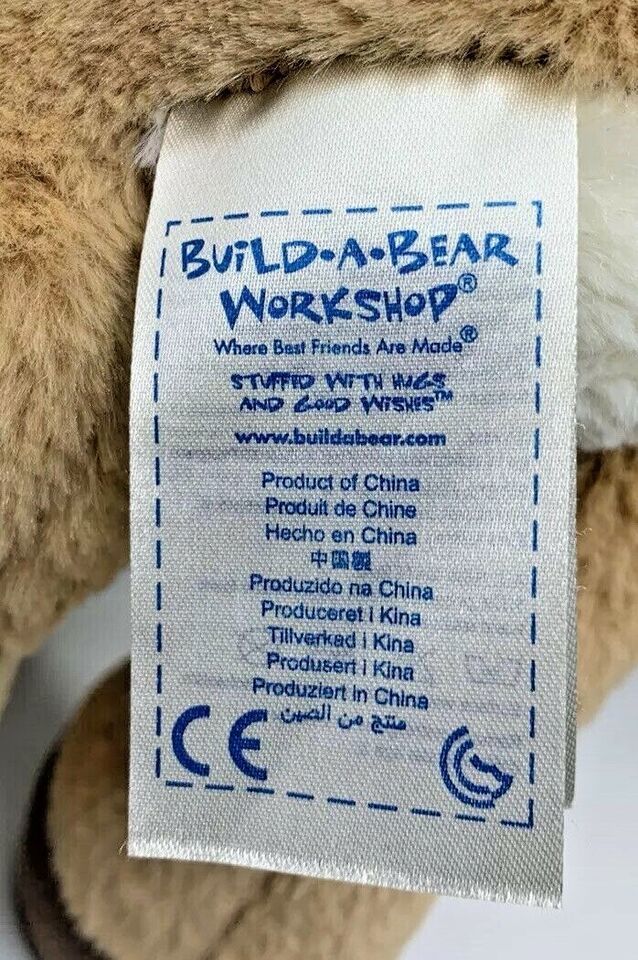 BUILD•A•BEAR
WORKSHOP®
Where Best Friends Are Made®
STUFFED WITH HUGS
AND GOOD WISHES™
www.buildabear.com
Product of China
Produit de Chine
Hecho en China
中国製
Produzido na China
Produceret i Kina
Tillverkad i Kina
Produsert i Kina
Produziert in China
منتج من الصين
CE